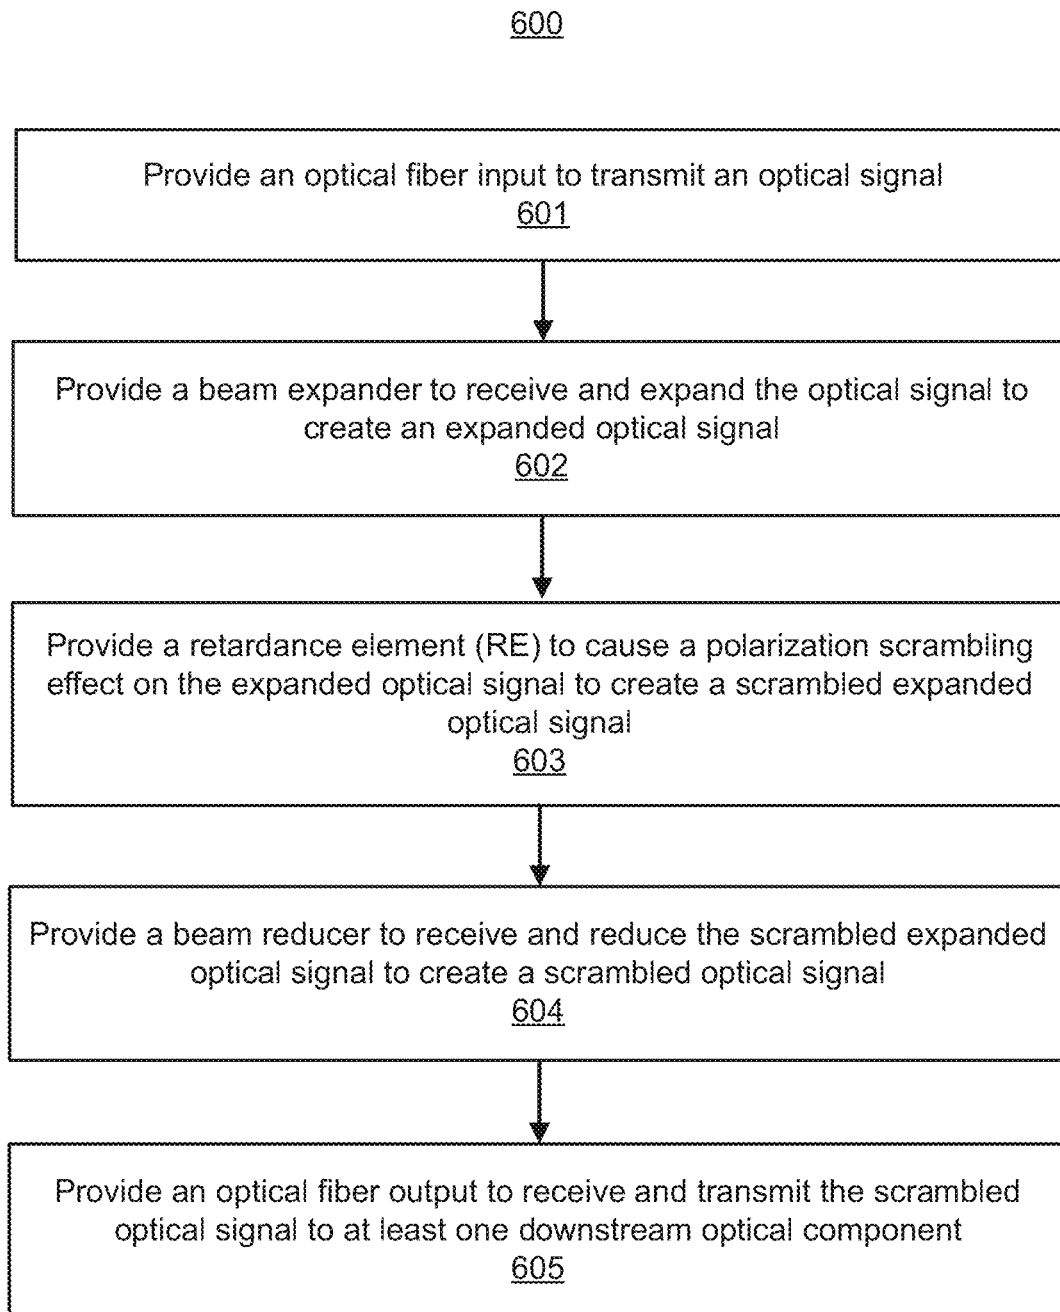 600
Provide an optical fiber input to transmit an optical signal
601
Provide a beam expander to receive and expand the optical signal to
create an expanded optical signal
602
Provide a retardance element (RE) to cause a polarization scrambling
effect on the expanded optical signal to create a scrambled expanded
optical signal
603
Provide a beam reducer to receive and reduce the scrambled expanded
optical signal to create a scrambled optical signal
604
Provide an optical fiber output to receive and transmit the scrambled
optical signal to at least one downstream optical component
605